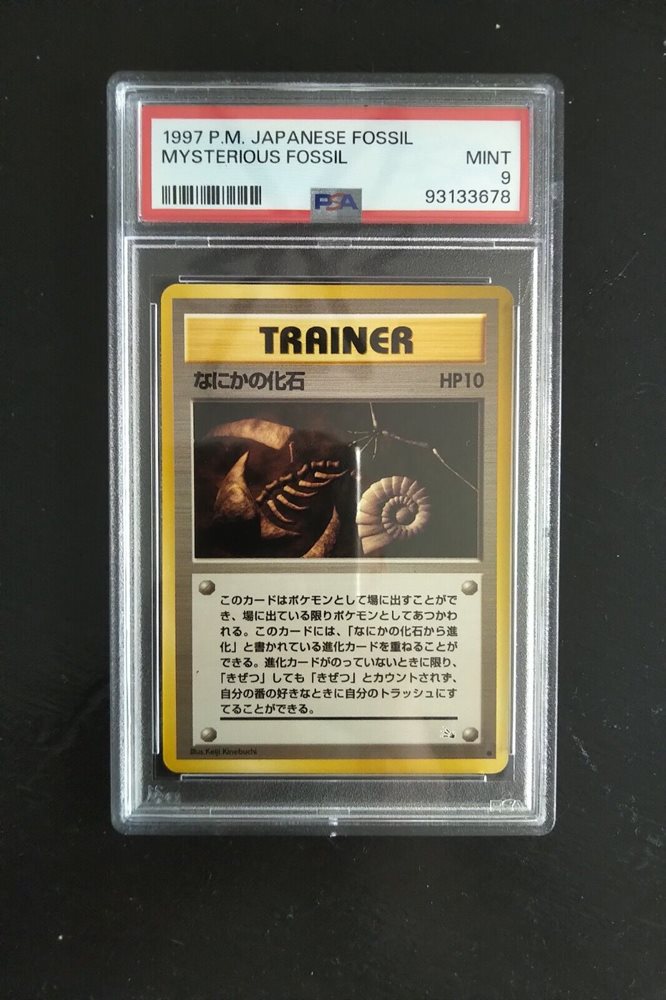 1997 P.M. JAPANESE FOSSIL
MYSTERIOUS FOSSIL MINT
9
93133678
PSA
TRAINER
なにかの化石 HP10
このカードはポケモンとして場に出すことがで
き、場に出ている限りポケモンとしてあつかわ
れる。このカードには、「なにかの化石から進
化」と書かれている進化カードを重ねることが
できる。進化カードがのっていないときに限り、
「きぜつ」しても「きぜつ」とカウントされず、
自分の番の好きなときに自分のトラッシュにす
てることができる。
Illus. Keiji Kinebuchi
PSA